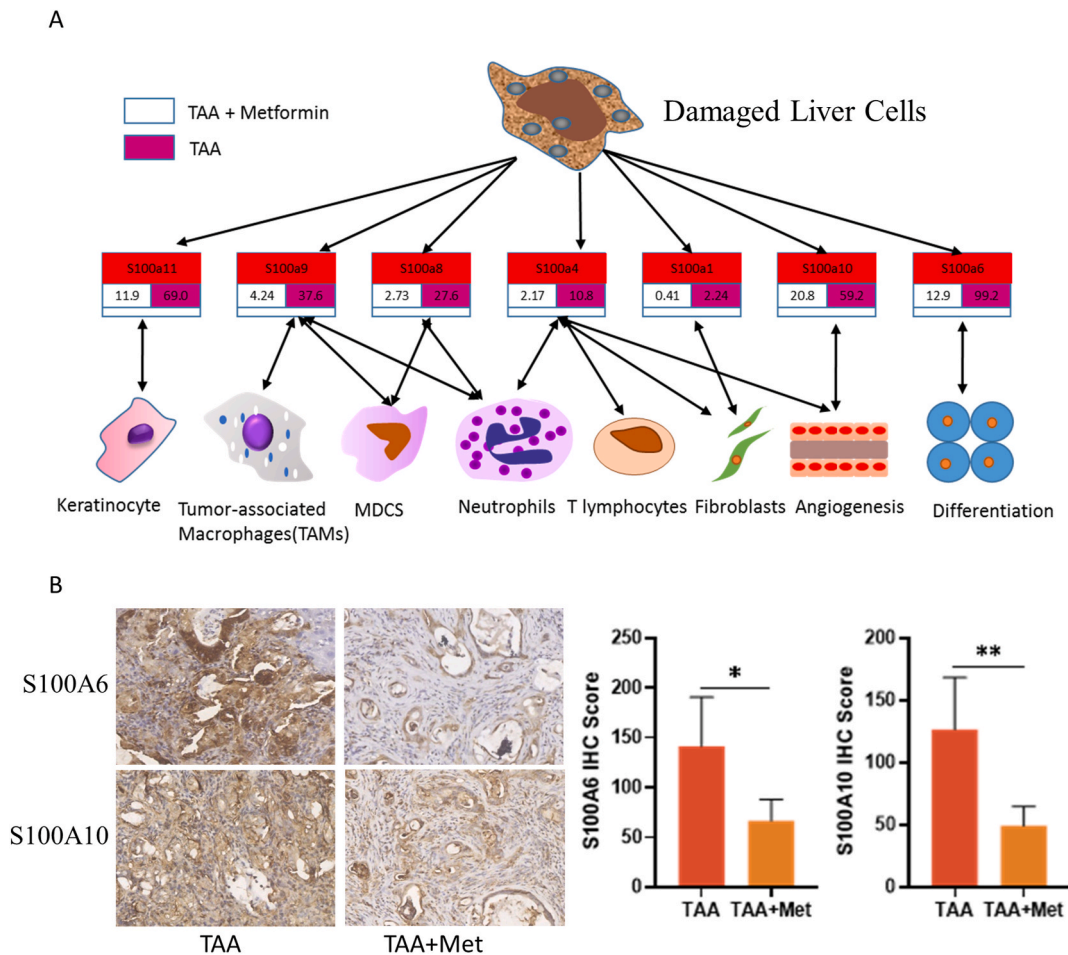 A
TAA + Metformin
TAA
Damaged Liver Cells
S100a11 S100a9 S100a8 S100a4 S100a1 S100a10 S100a6
11.9 69.0 4.24 37.6 2.73 27.6 2.17 10.8 0.41 2.24 20.8 59.2 12.9 99.2
Keratinocyte Tumor-associated MDCS Neutrophils T lymphocytes Fibroblasts Angiogenesis Differentiation
Macrophages(TAMs)
B
S100A6
S100A10
TAA TAA+Met
S100A6 IHC Score
250
200
150
100
50
0
*
TAA TAA+Met
S100A10 IHC Score
200
150
100
50
0
**
TAA TAA+Met